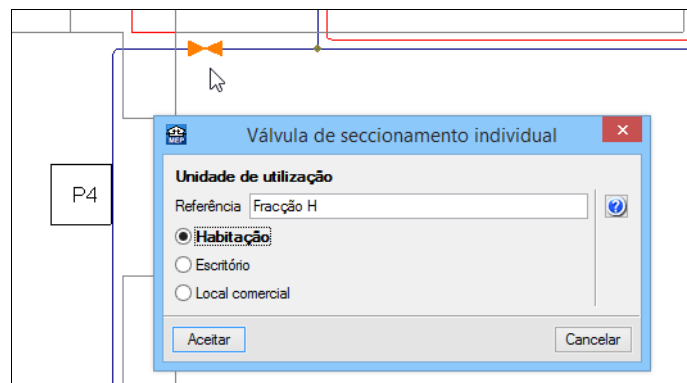 MEP
Válvula de seccionamento individual
Unidade de utilização
Referência Fracção H
Habitação
Escritório
Local comercial
Aceitar Cancelar
P4